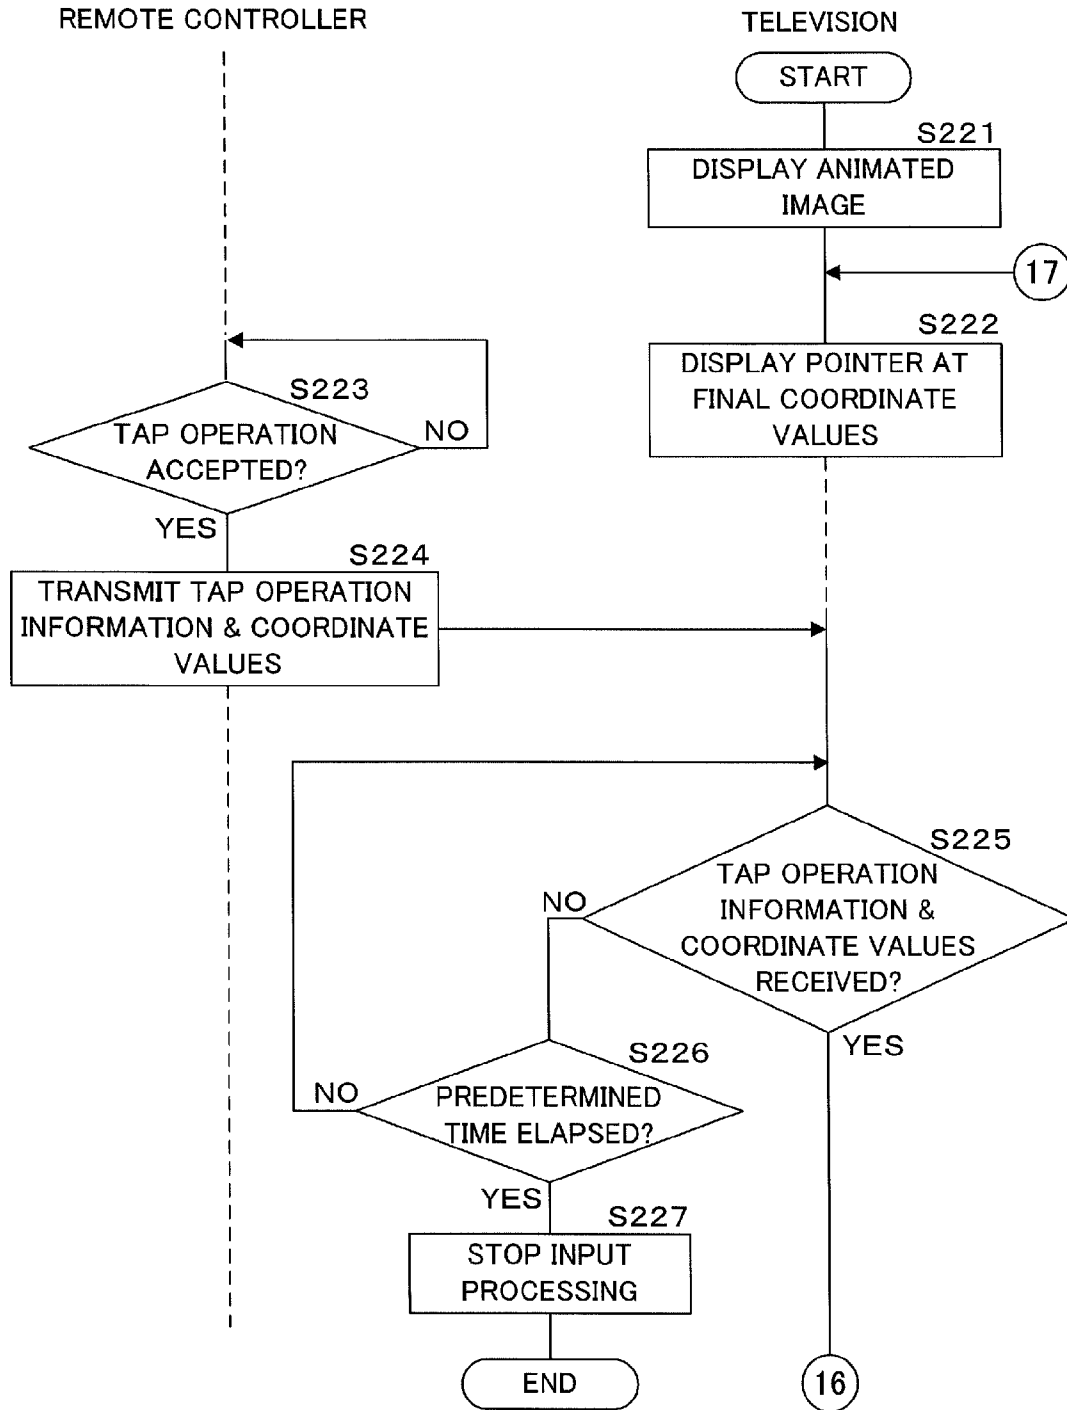 REMOTE CONTROLLER
TELEVISION
START
S221
DISPLAY ANIMATED
IMAGE
17
S222
DISPLAY POINTER AT
FINAL COORDINATE
VALUES
S223
TAP OPERATION
ACCEPTED?
NO
YES
S224
TRANSMIT TAP OPERATION
INFORMATION & COORDINATE
VALUES
S225
TAP OPERATION
INFORMATION &
COORDINATE VALUES
RECEIVED?
NO
YES
S226
PREDETERMINED
TIME ELAPSED?
NO
YES
S227
STOP INPUT
PROCESSING
END
16